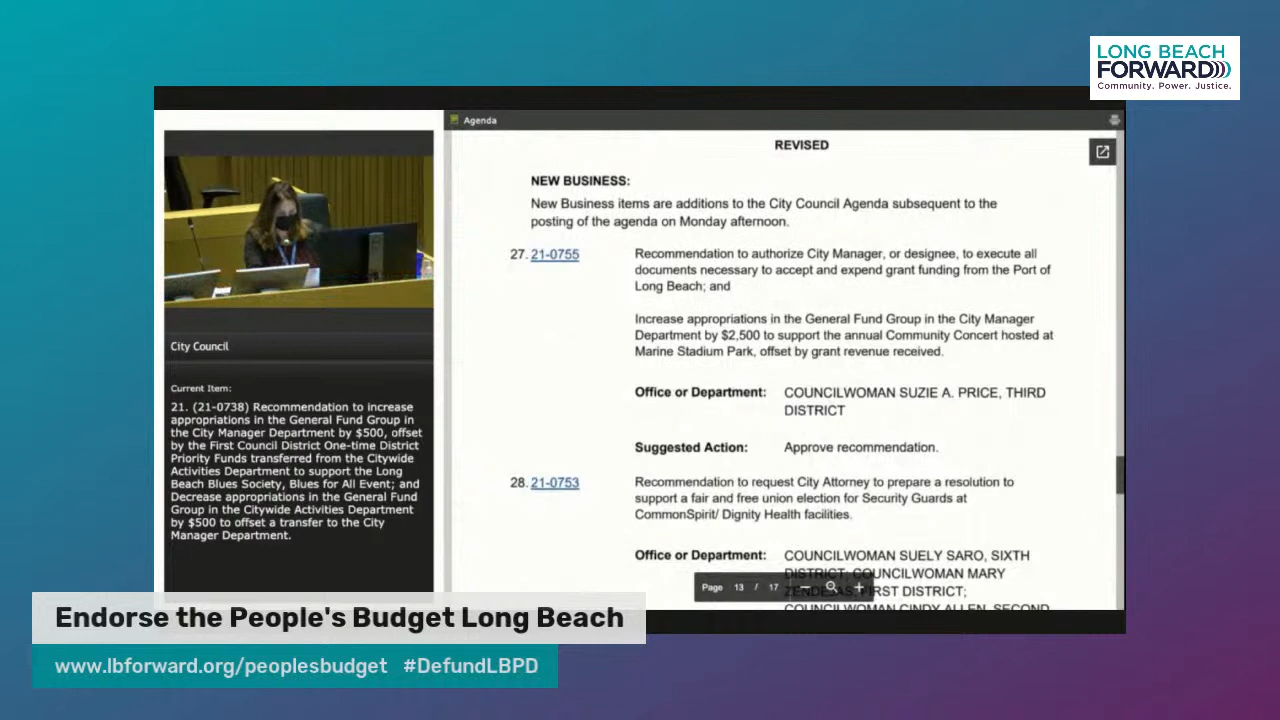 LONG BEACH
FORWARD
Community. Power. Justice.
Agenda
REVISED
NEW BUSINESS:
New Business items are additions to the City Council Agenda subsequent to the
posting of the agenda on Monday afternoon.
27. 21-0755
Recommendation to authorize City Manager, or designee, to execute all
documents necessary to accept and expend grant funding from the Port of
Long Beach; and
Increase appropriations in the General Fund Group in the City Manager
Department by $2,500 to support the annual Community Concert hosted at
Marine Stadium Park, offset by grant revenue received.
Office or Department: COUNCILWOMAN SUZIE A. PRICE, THIRD
DISTRICT
Suggested Action: Approve recommendation.
28. 21-0753
Recommendation to request City Attorney to prepare a resolution to
support a fair and free union election for Security Guards at
CommonSpirit/ Dignity Health facilities.
Office or Department: COUNCILWOMAN SUELY SARO, SIXTH
DISTRICT; COUNCILWOMAN MARY
ZENDEJAS, FIRST DISTRICT;
COUNCILWOMAN CINDY ALLEN, SECOND
Page 13 / 17
City Council
Current Item:
21. (21-0738) Recommendation to increase
appropriations in the General Fund Group in
the City Manager Department by $500, offset
by the First Council District One-time District
Priority Funds transferred from the Citywide
Activities Department to support the Long
Beach Blues Society, Blues for All Event; and
Decrease appropriations in the General Fund
Group in the Citywide Activities Department
by $500 to offset a transfer to the City
Manager Department.
Endorse the People's Budget Long Beach
www.lbforward.org/peoplesbudget #DefundLBPD